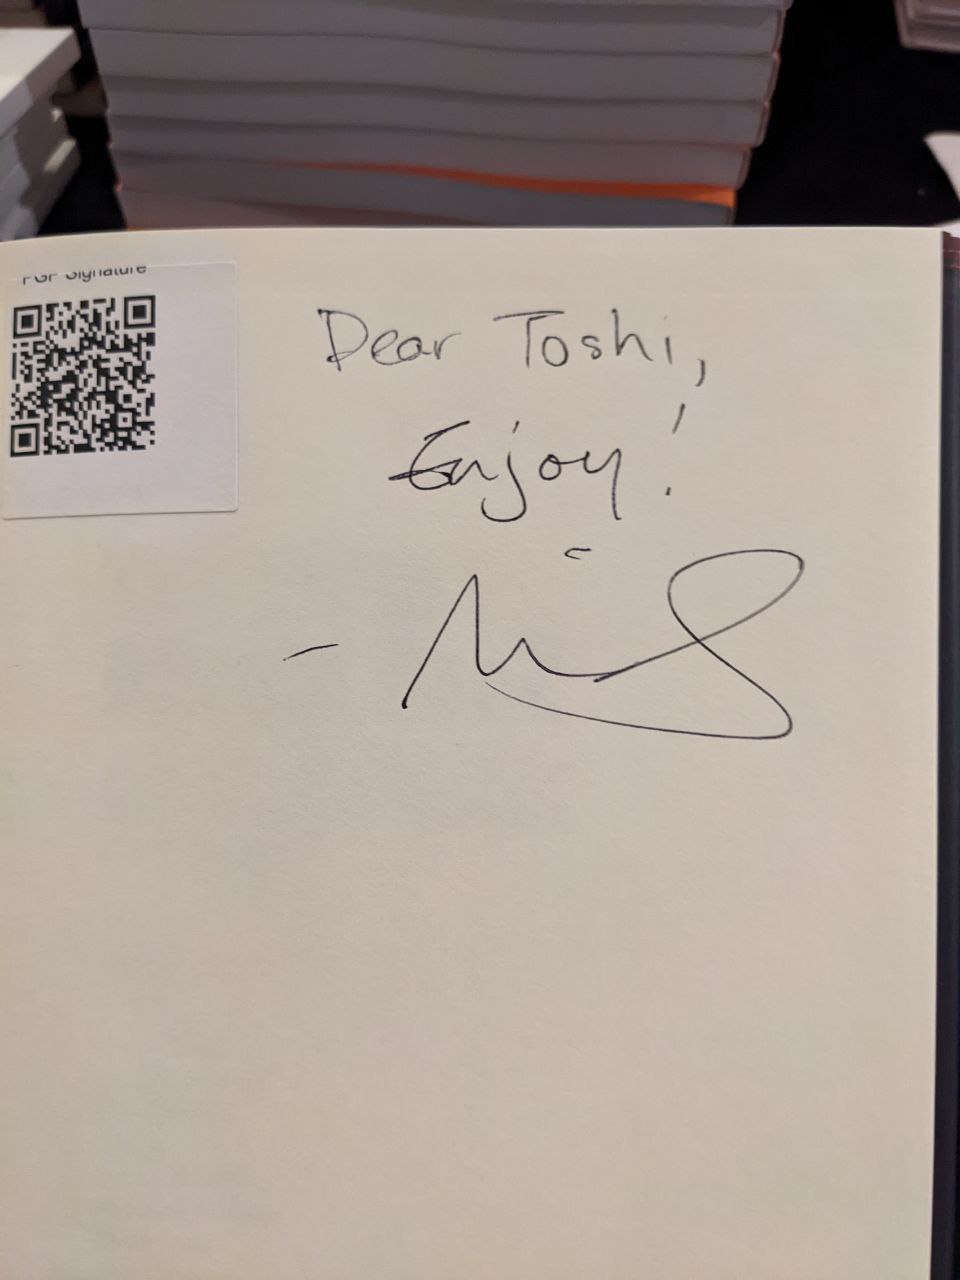 PGP Signature
Dear Toshi,
Enjoy!